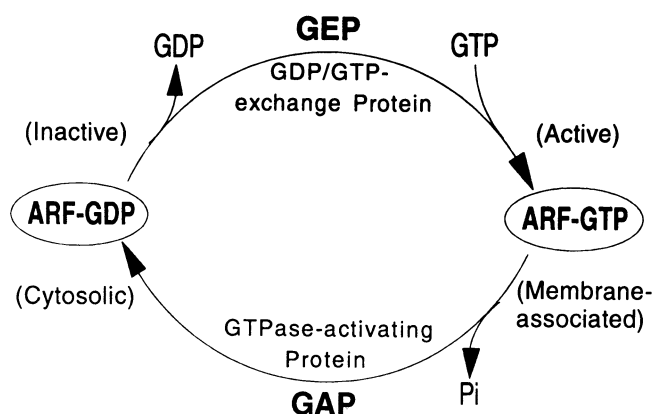 GEP
GDP
GTP
GDP/GTP-
exchange Protein
(Inactive)
(Active)
ARF-GDP
ARF-GTP
(Cytosolic)
(Membrane-
associated)
GTPase-activating
Protein
Pi
GAP